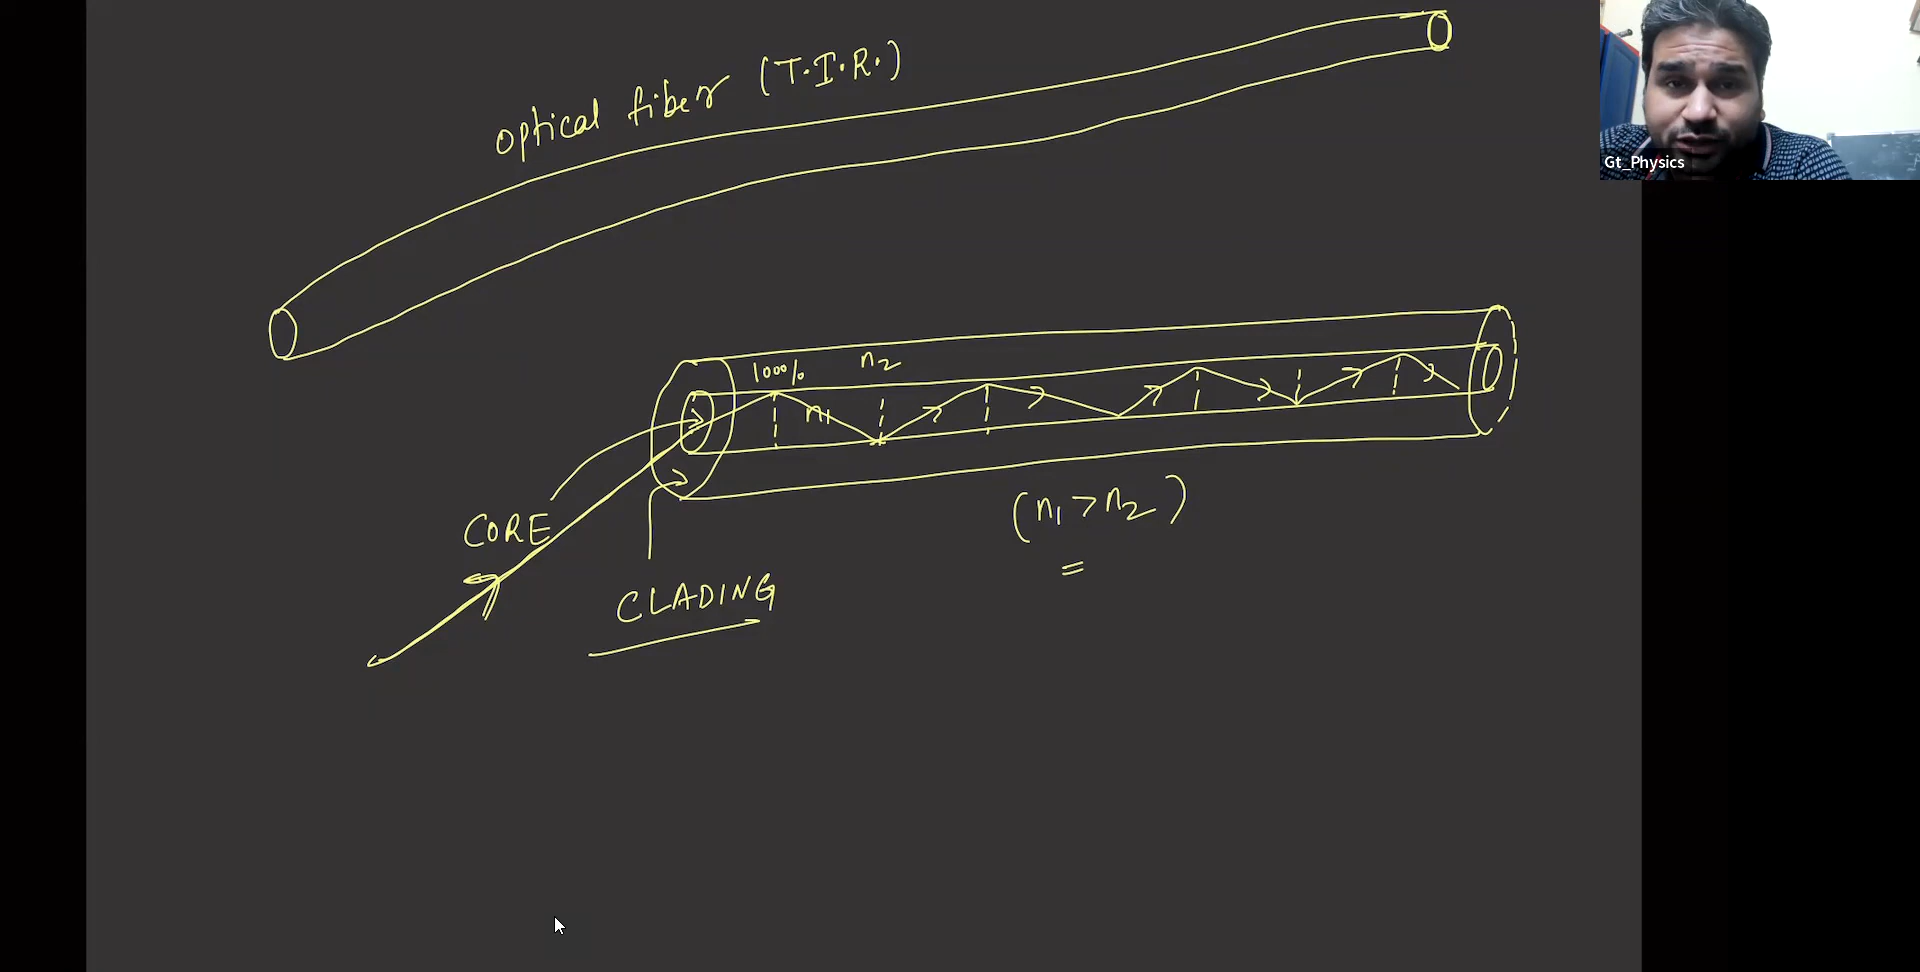 optical fiber (T.I.R.)
Gt_Physics
100% n2
n1
CORE
(n1 > n2)
=
CLADING